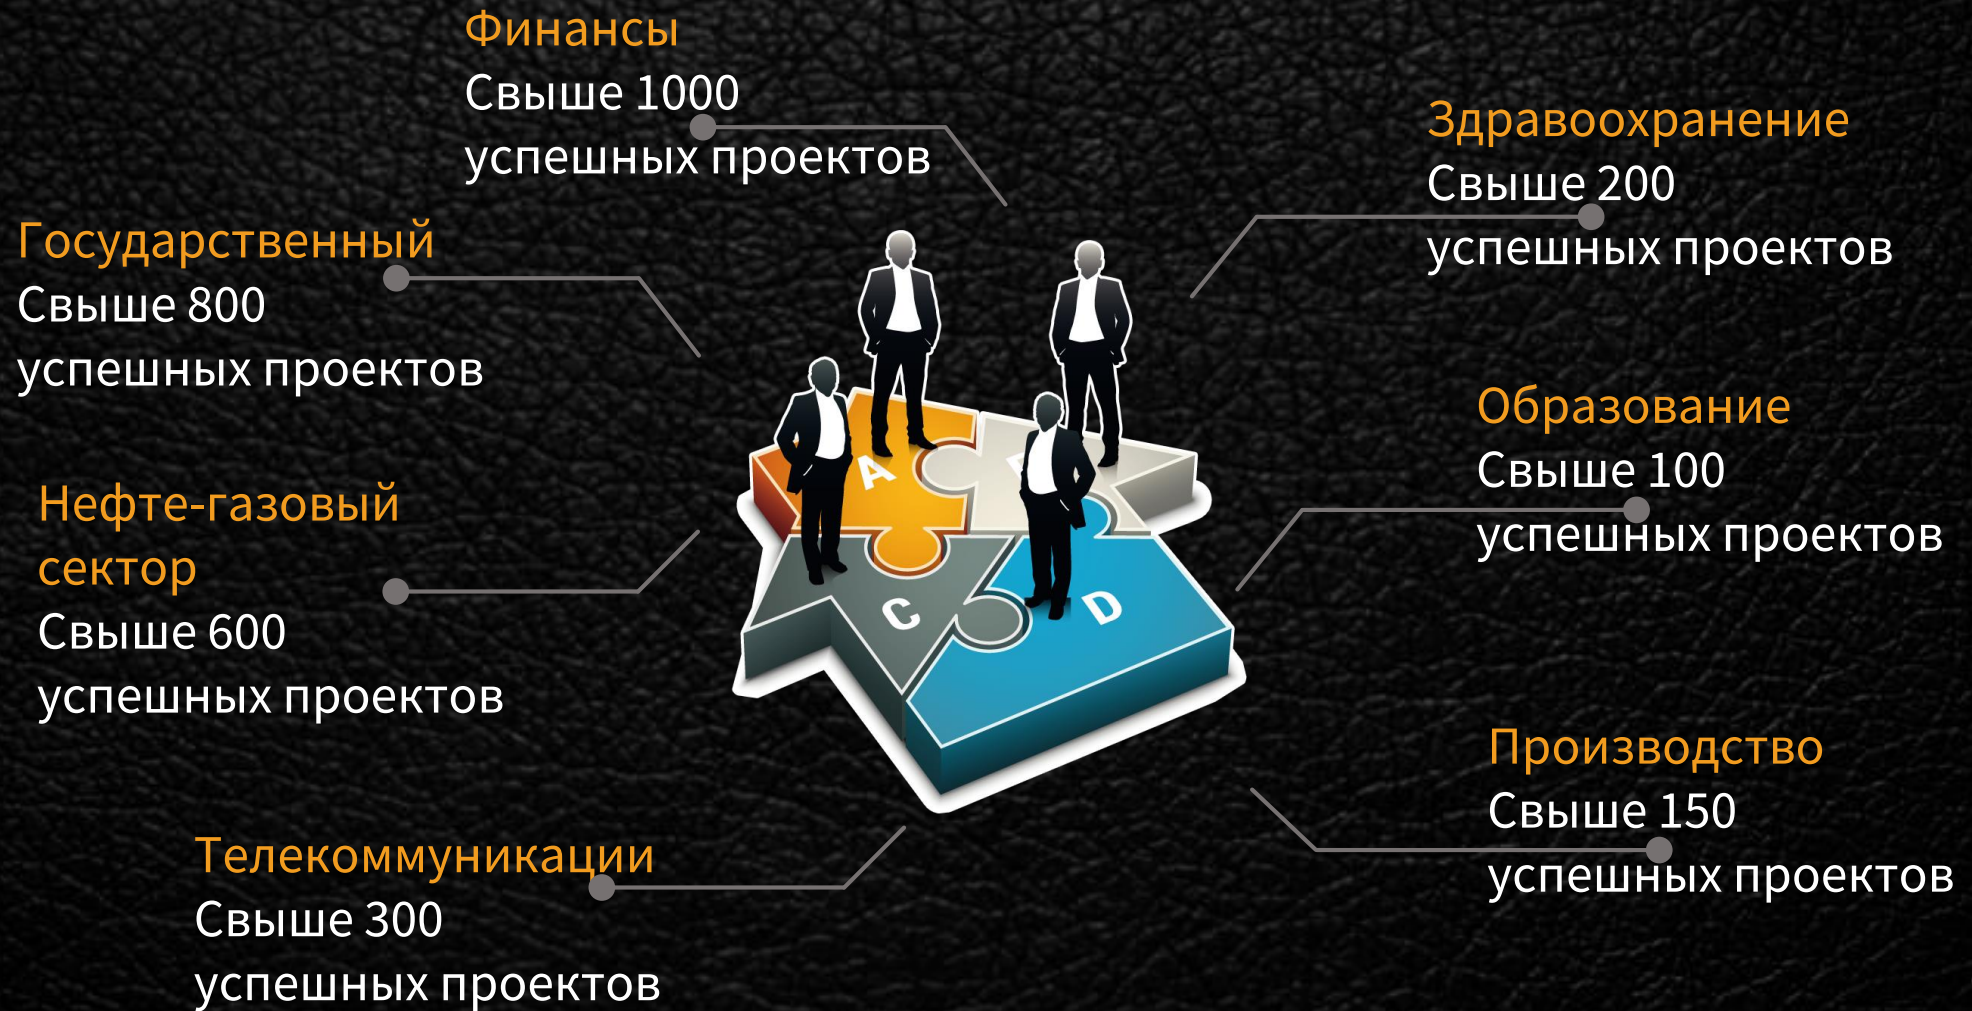 Финансы
Свыше 1000
успешных проектов
Здравоохранение
Свыше 200
успешных проектов
Государственный
Свыше 800
успешных проектов
Образование
Свыше 100
успешных проектов
Нефте-газовый
сектор
Свыше 600
успешных проектов
Производство
Свыше 150
успешных проектов
Телекоммуникации
Свыше 300
успешных проектов
A
C
D